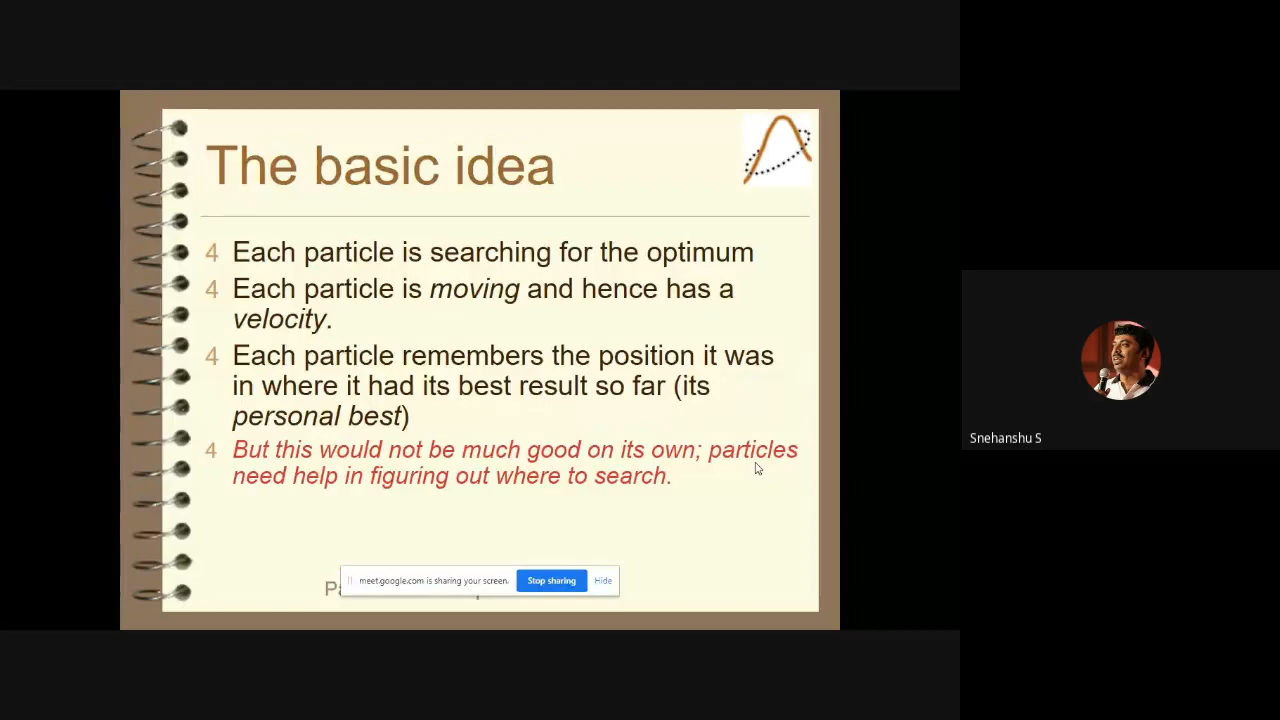 The basic idea
4 Each particle is searching for the optimum
4 Each particle is moving and hence has a
velocity.
4 Each particle remembers the position it was
in where it had its best result so far (its
personal best)
4 But this would not be much good on its own; particles
need help in figuring out where to search.
meet.google.com is sharing your screen.
Stop sharing
Hide
Snehanshu S